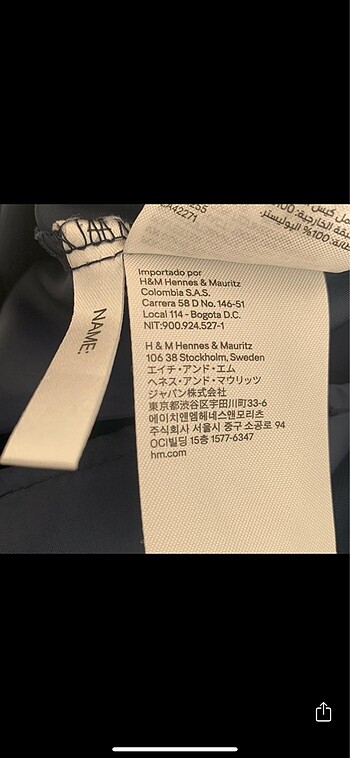 255
CA42271
100% البوليستر
Importado por
H&M Hennes & Mauritz
Colombia S.A.S.
Carrera 58 D No. 146-51
Local 114 - Bogota D.C.
NIT:900.924.527-1
H & M Hennes & Mauritz
106 38 Stockholm, Sweden
エイチ・アンド・エム
ヘネス・アンド・マウリッツ
ジャパン株式会社
東京都渋谷区宇田川町33-6
에이치앤엠헤네스앤모리츠
주식회사 서울시 중구 소공로 94
OCI빌딩 15층 1577-6347
hm.com
NAME: